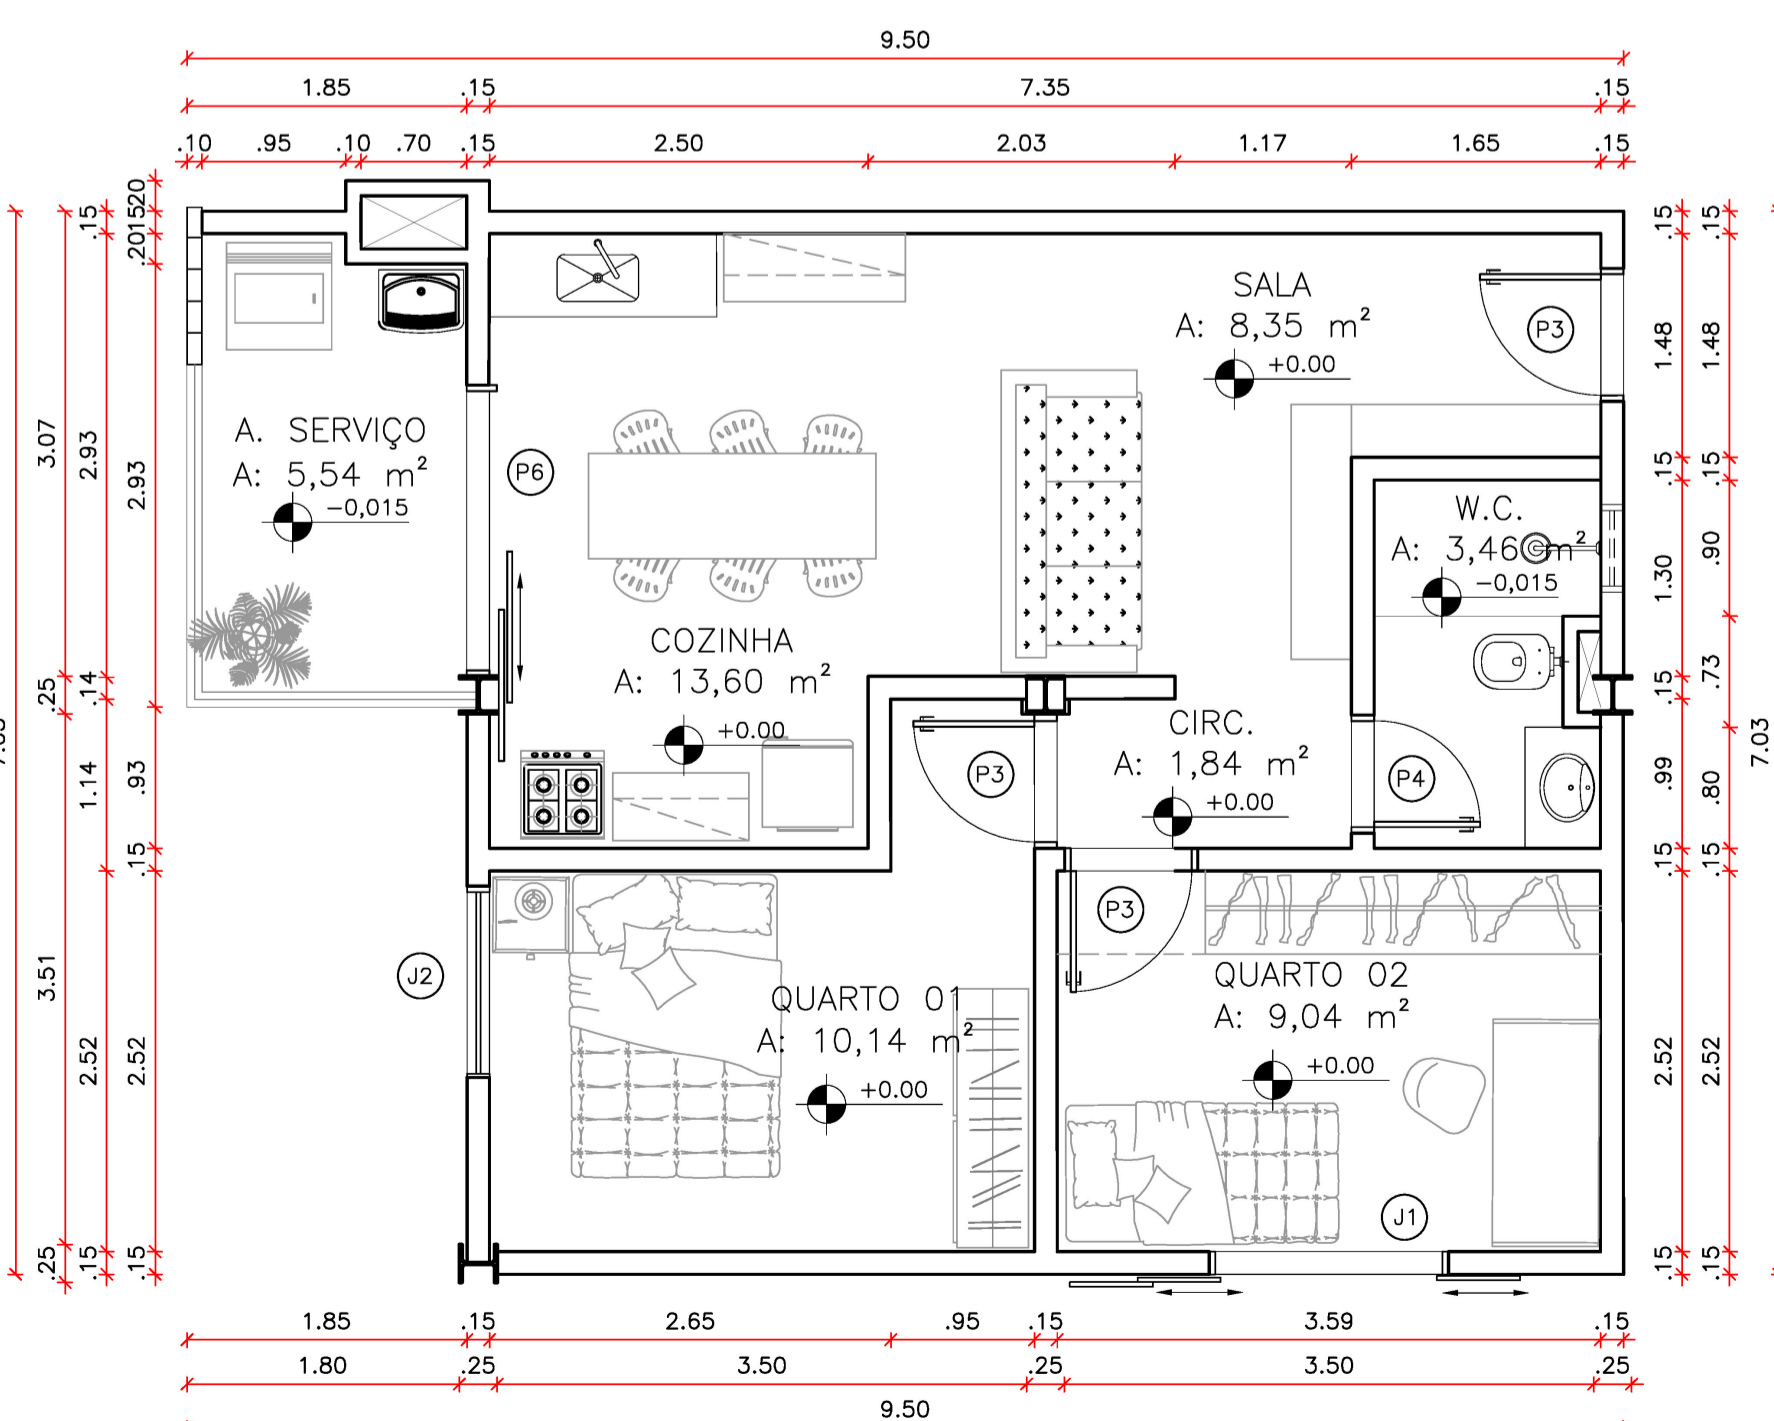 9.50
1.85 .15 7.35 .15
.10 .95 .10 .70 .15 2.50 2.03 1.17 1.65 .15
.15
.20
.15
.20
3.07
2.93
2.93
.25
.14
1.14
.93
.15
3.51
2.52
2.52
.25
.15
.15
A. SERVIÇO
A: 5,54 m²
-0,015
P6
COZINHA
A: 13,60 m²
+0.00
SALA
A: 8,35 m²
+0.00
P3
W.C.
A: 3,46 m²
-0,015
P4
CIRC.
A: 1,84 m²
+0.00
P3
P3
J2
QUARTO 01
A: 10,14 m²
+0.00
QUARTO 02
A: 9,04 m²
+0.00
J1
.15 .15
1.48 1.48
.15 .15
1.30 .90
.15 .73
.99 .80
7.03
.15 .15
2.52 2.52
.15 .15
1.85 .15 2.65 .95 .15 3.59 .15
1.80 .25 3.50 .25 3.50 .25
9.50